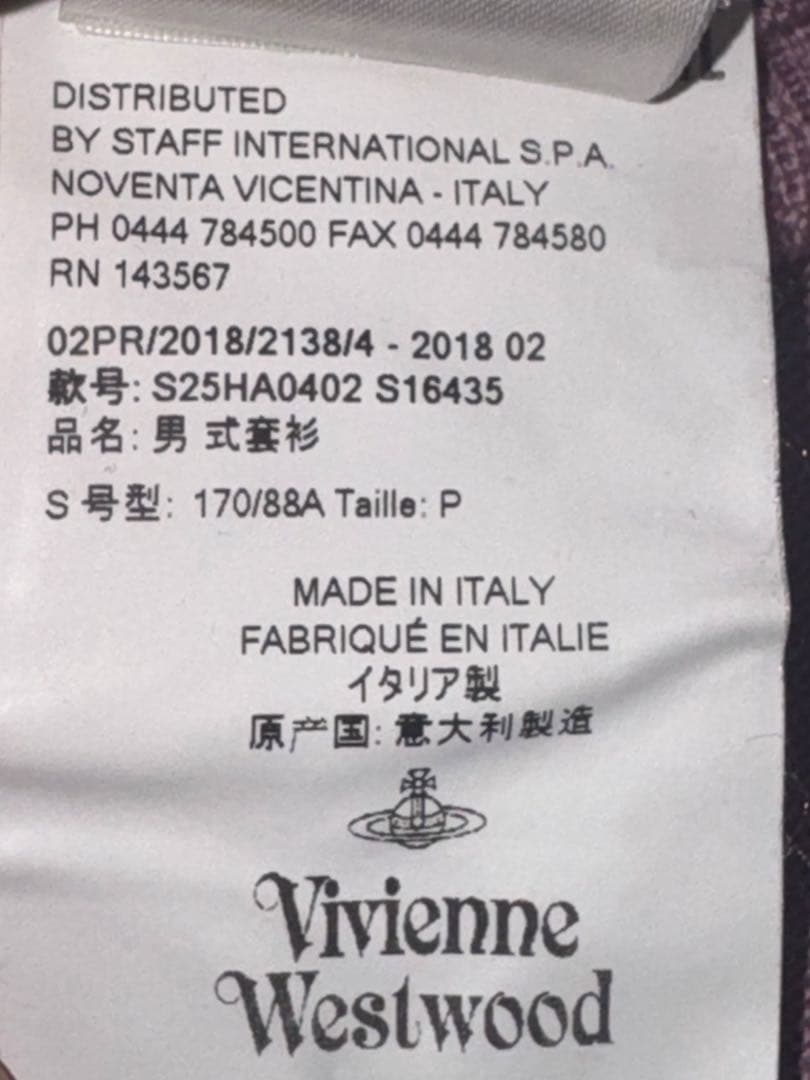 DISTRIBUTED
BY STAFF INTERNATIONAL S.P.A.
NOVENTA VICENTINA - ITALY
PH 0444 784500 FAX 0444 784580
RN 143567
02PR/2018/2138/4 - 2018 02
款号: S25HA0402 S16435
品名: 男 式套衫
S 号型: 170/88A Taille: P
MADE IN ITALY
FABRIQUÉ EN ITALIE
イタリア製
原产国: 意大利製造
Vivienne
Westwood